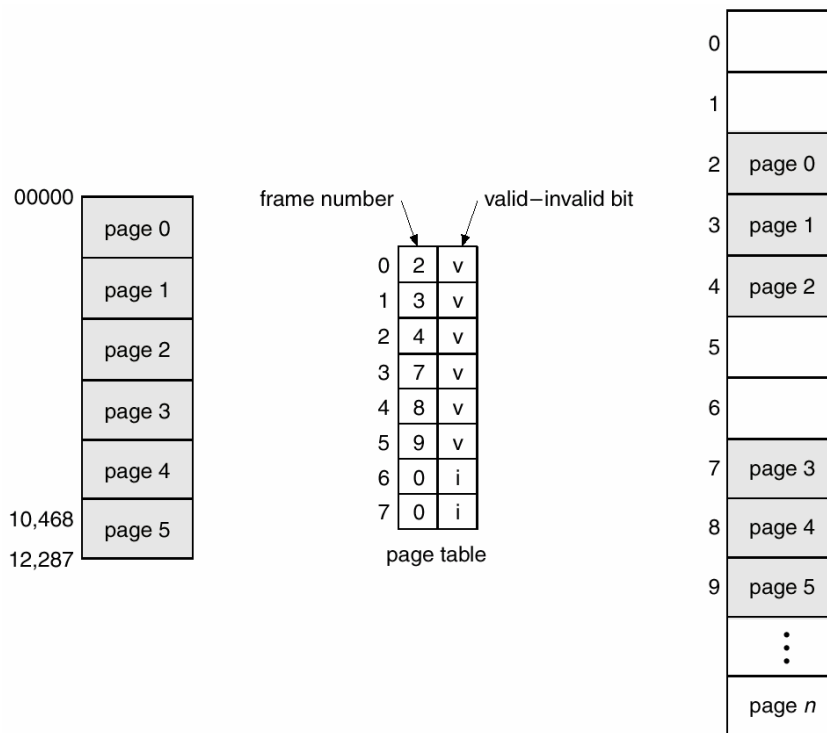 00000
page 0
page 1
page 2
page 3
page 4
10,468
page 5
12,287
frame number
valid–invalid bit
0 2 v
1 3 v
2 4 v
3 7 v
4 8 v
5 9 v
6 0 i
7 0 i
page table
0
1
2 page 0
3 page 1
4 page 2
5
6
7 page 3
8 page 4
9 page 5
page n